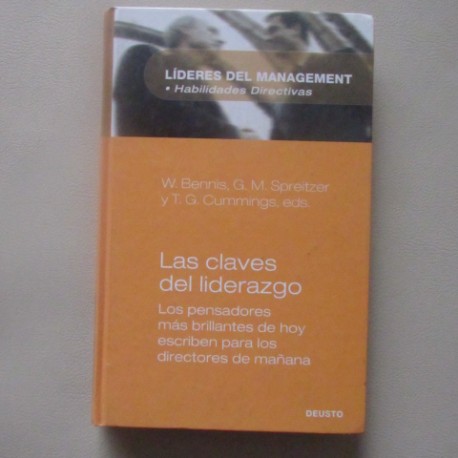 LÍDERES DEL MANAGEMENT
• Habilidades Directivas
W. Bennis, G. M. Spreitzer
y T. G. Cummings, eds.
Las claves
del liderazgo
Los pensadores
más brillantes de hoy
escriben para los
directores de mañana
DEUSTO